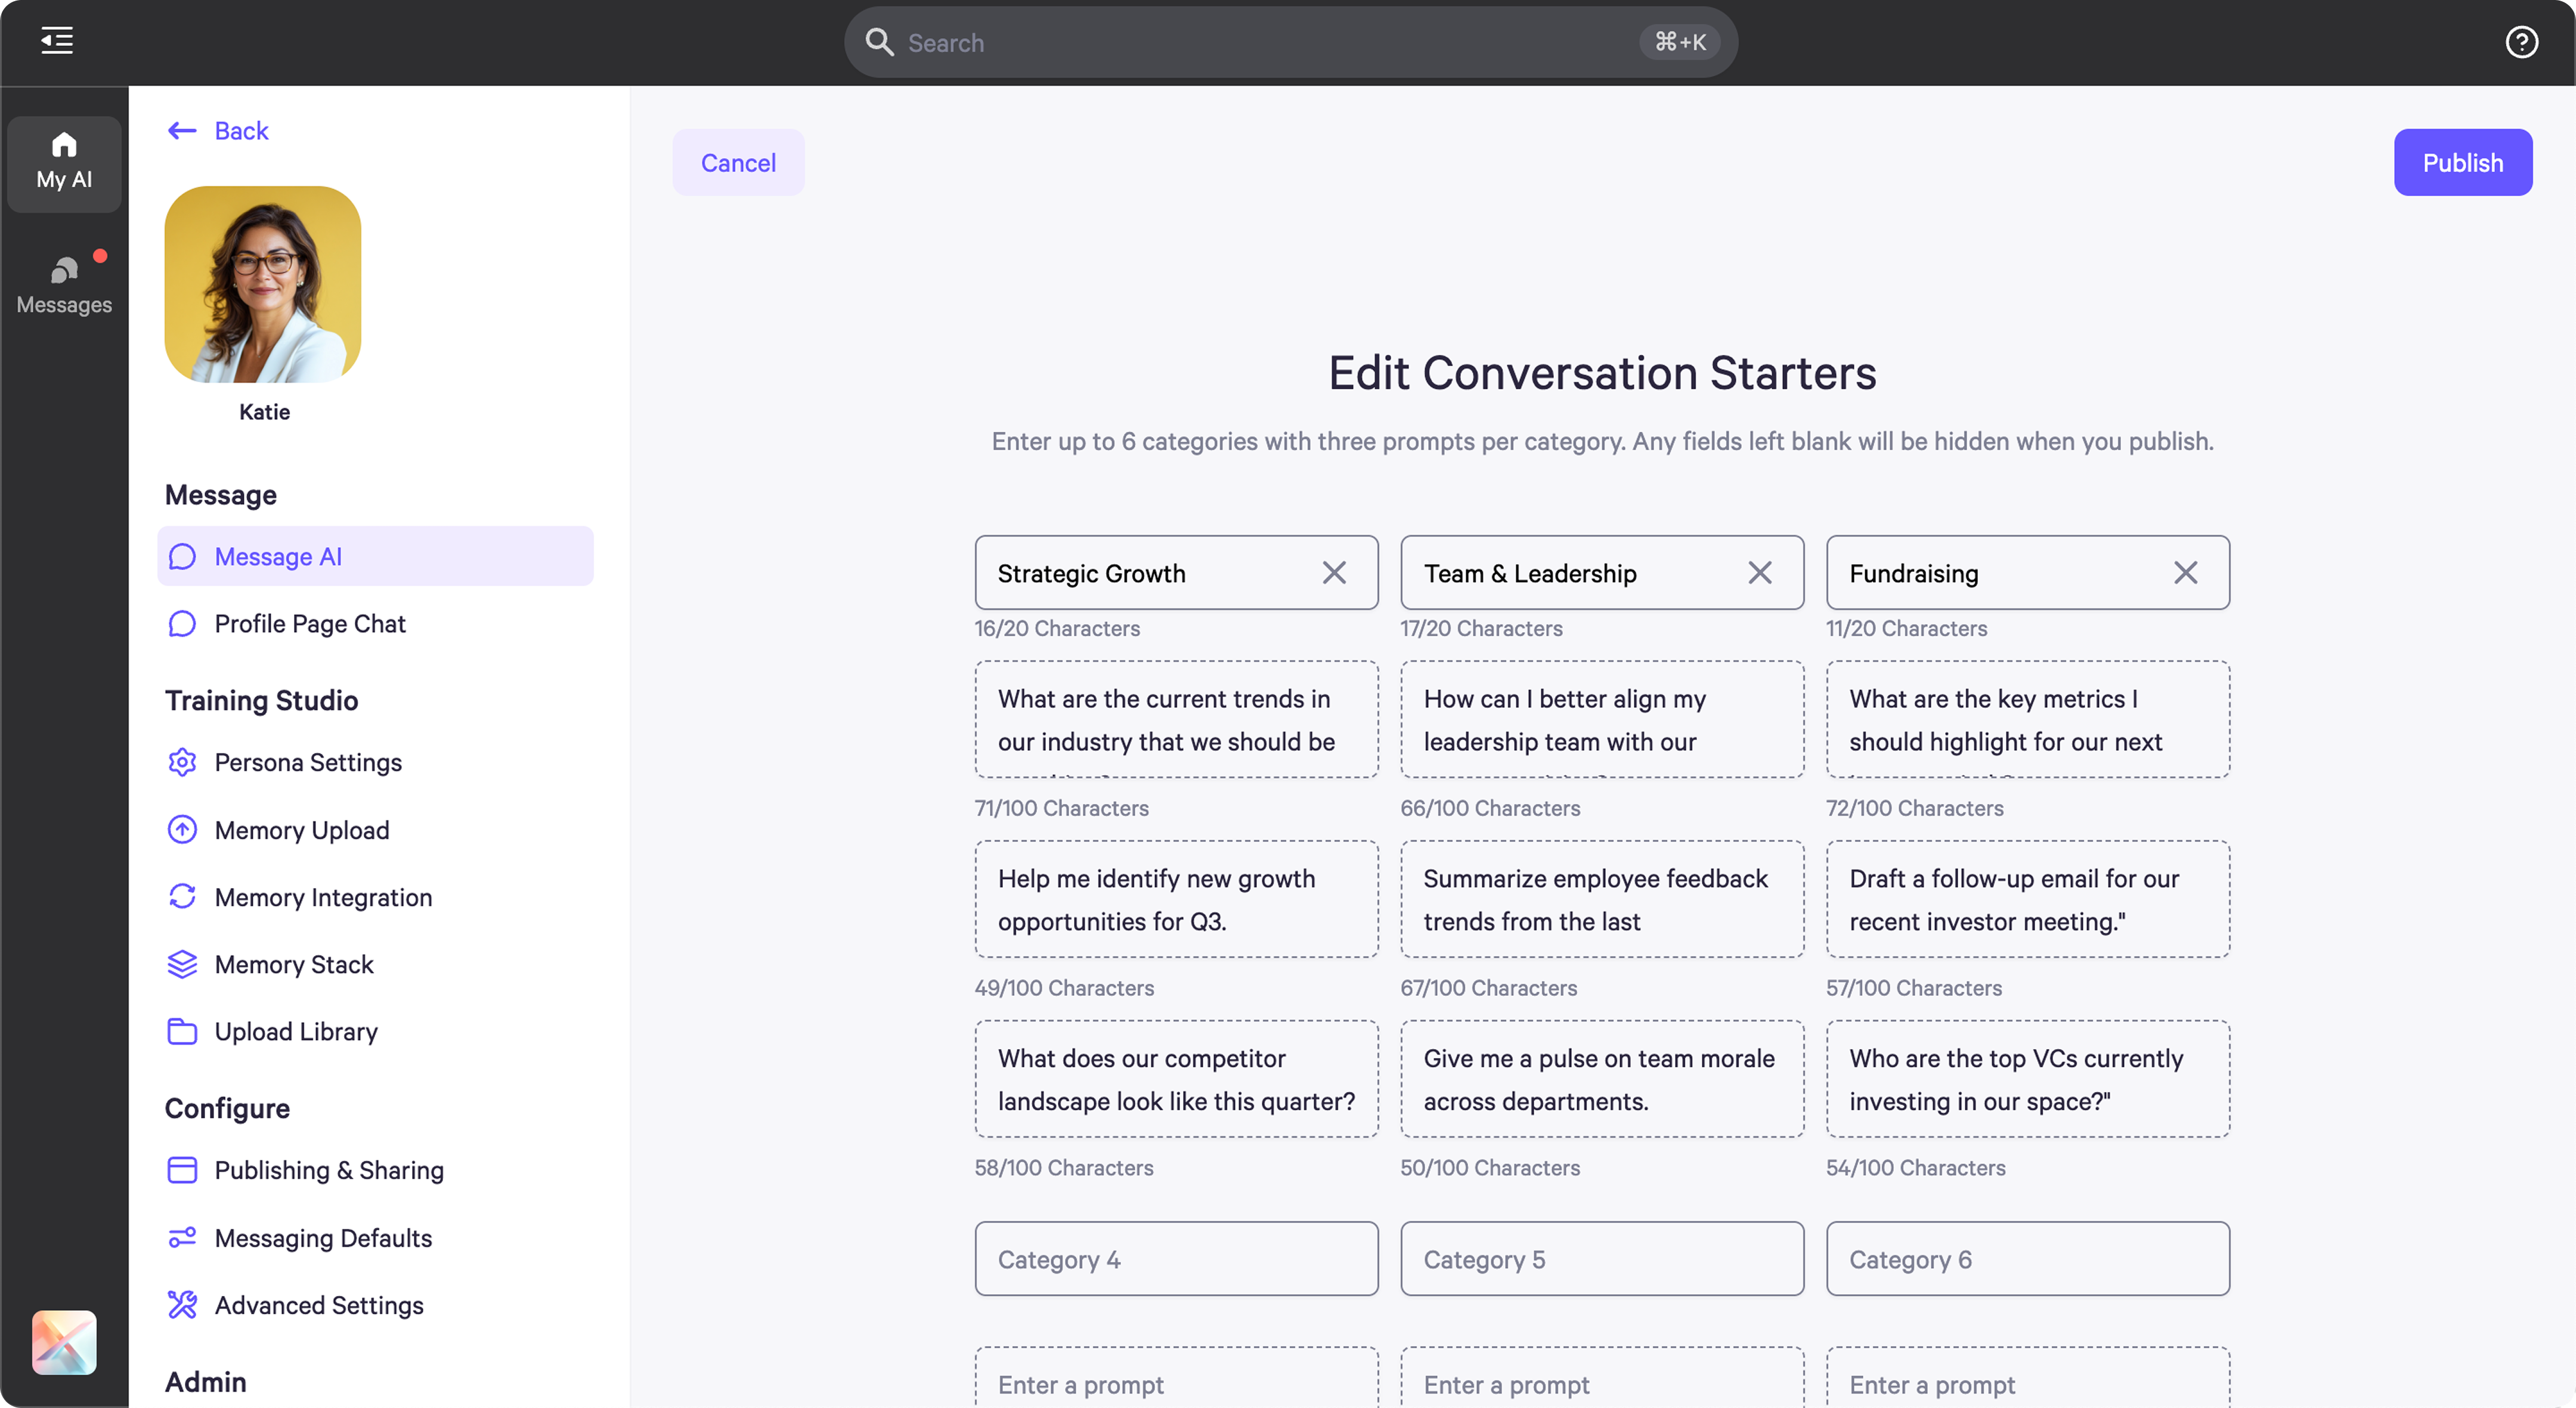 Search
⌘+K
My AI
Messages
Back
Katie
Message
Message AI
Profile Page Chat
Training Studio
Persona Settings
Memory Upload
Memory Integration
Memory Stack
Upload Library
Configure
Publishing & Sharing
Messaging Defaults
Advanced Settings
Admin
Cancel
Publish
Edit Conversation Starters
Enter up to 6 categories with three prompts per category. Any fields left blank will be hidden when you publish.
Strategic Growth
16/20 Characters
What are the current trends in
our industry that we should be
71/100 Characters
Help me identify new growth
opportunities for Q3.
49/100 Characters
What does our competitor
landscape look like this quarter?
58/100 Characters
Team & Leadership
17/20 Characters
How can I better align my
leadership team with our
66/100 Characters
Summarize employee feedback
trends from the last
67/100 Characters
Give me a pulse on team morale
across departments.
50/100 Characters
Fundraising
11/20 Characters
What are the key metrics I
should highlight for our next
72/100 Characters
Draft a follow-up email for our
recent investor meeting."
57/100 Characters
Who are the top VCs currently
investing in our space?"
54/100 Characters
Category 4
Enter a prompt
Category 5
Enter a prompt
Category 6
Enter a prompt